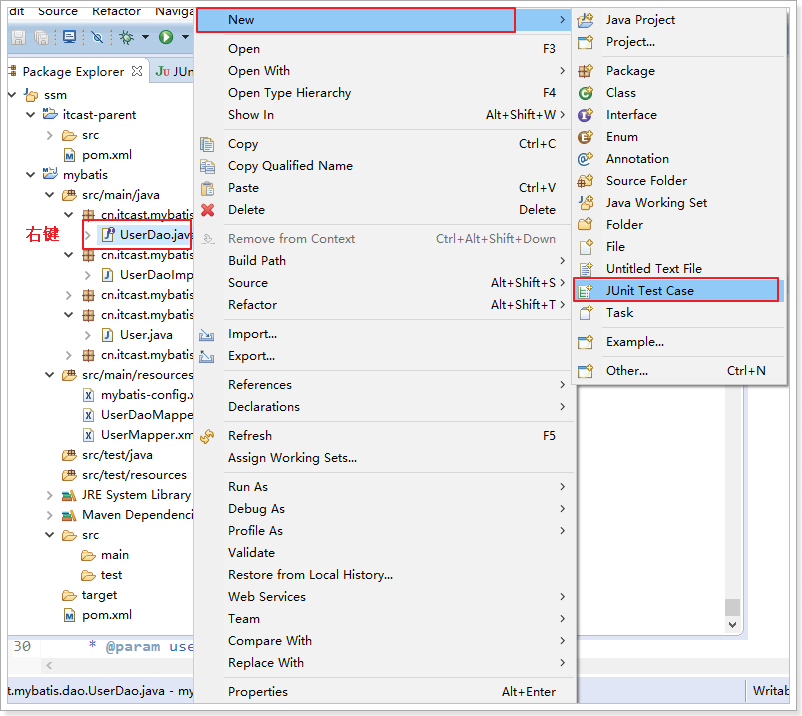 dit Source Refactor Naviga
Package Explorer JUn
ssm
itcast-parent
src
pom.xml
mybatis
src/main/java
cn.itcast.mybatis
右键
UserDao.java
cn.itcast.mybatis
UserDaoImp
cn.itcast.mybatis
cn.itcast.mybatis
User.java
cn.itcast.mybatis
src/main/resources
mybatis-config.x
UserDaoMappe
UserMapper.xm
src/test/java
src/test/resources
JRE System Library
Maven Dependenci
src
main
test
target
pom.xml
30 * @param use
t.mybatis.dao.UserDao.java - my
Writab
New
Open F3
Open With
Open Type Hierarchy F4
Show In Alt+Shift+W
Copy Ctrl+C
Copy Qualified Name
Paste Ctrl+V
Delete Delete
Remove from Context Ctrl+Alt+Shift+Down
Build Path
Source Alt+Shift+S
Refactor Alt+Shift+T
Import...
Export...
References
Declarations
Refresh F5
Assign Working Sets...
Run As
Debug As
Profile As
Validate
Restore from Local History...
Web Services
Team
Compare With
Replace With
Properties Alt+Enter
Java Project
Project...
Package
Class
Interface
Enum
Annotation
Source Folder
Java Working Set
Folder
File
Untitled Text File
JUnit Test Case
Task
Example...
Other... Ctrl+N